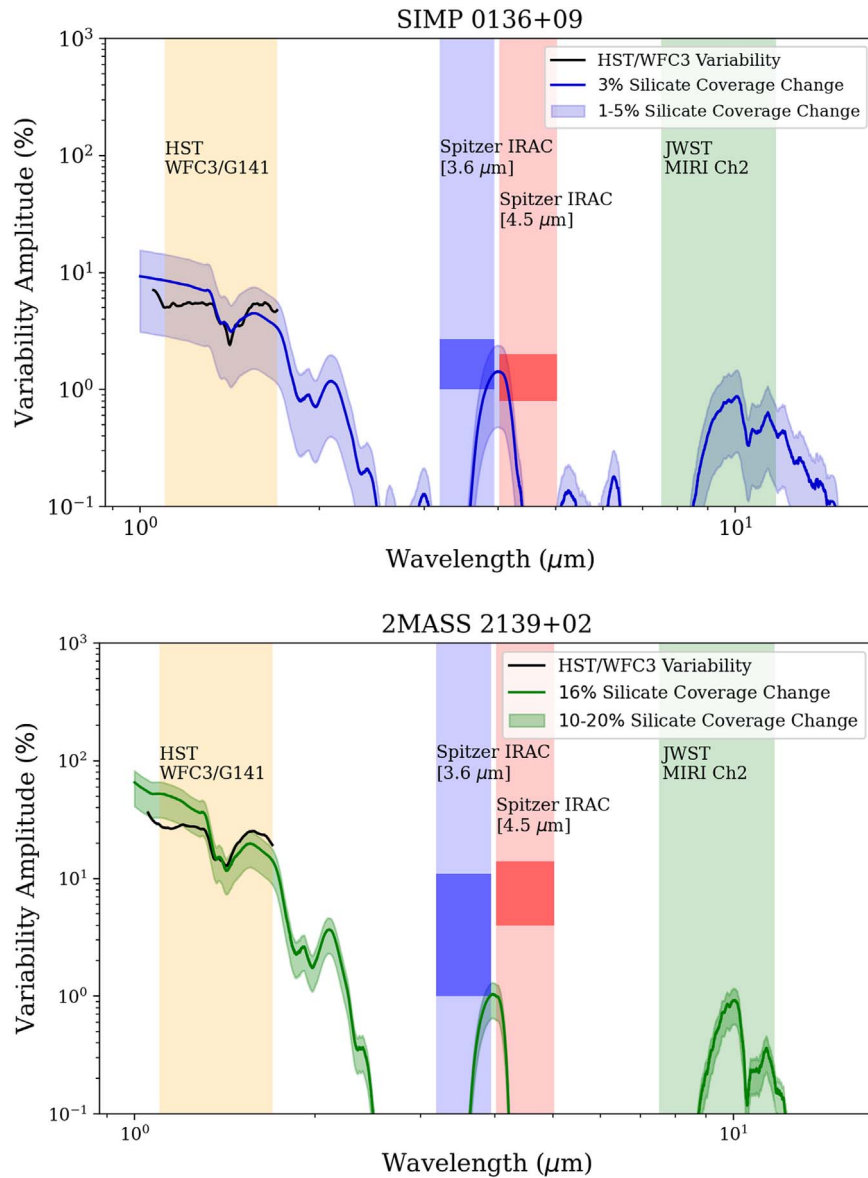 SIMP 0136+09
10³
10²
10¹
10⁰
10⁻¹
Variability Amplitude (%)
HST/WFC3 Variability
3% Silicate Coverage Change
1-5% Silicate Coverage Change
HST
WFC3/G141
Spitzer IRAC
[3.6 μm]
Spitzer IRAC
[4.5 μm]
JWST
MIRI Ch2
10⁰
10¹
Wavelength (μm)
2MASS 2139+02
10³
10²
10¹
10⁰
10⁻¹
Variability Amplitude (%)
HST/WFC3 Variability
16% Silicate Coverage Change
10-20% Silicate Coverage Change
HST
WFC3/G141
Spitzer IRAC
[3.6 μm]
Spitzer IRAC
[4.5 μm]
JWST
MIRI Ch2
10⁰
10¹
Wavelength (μm)